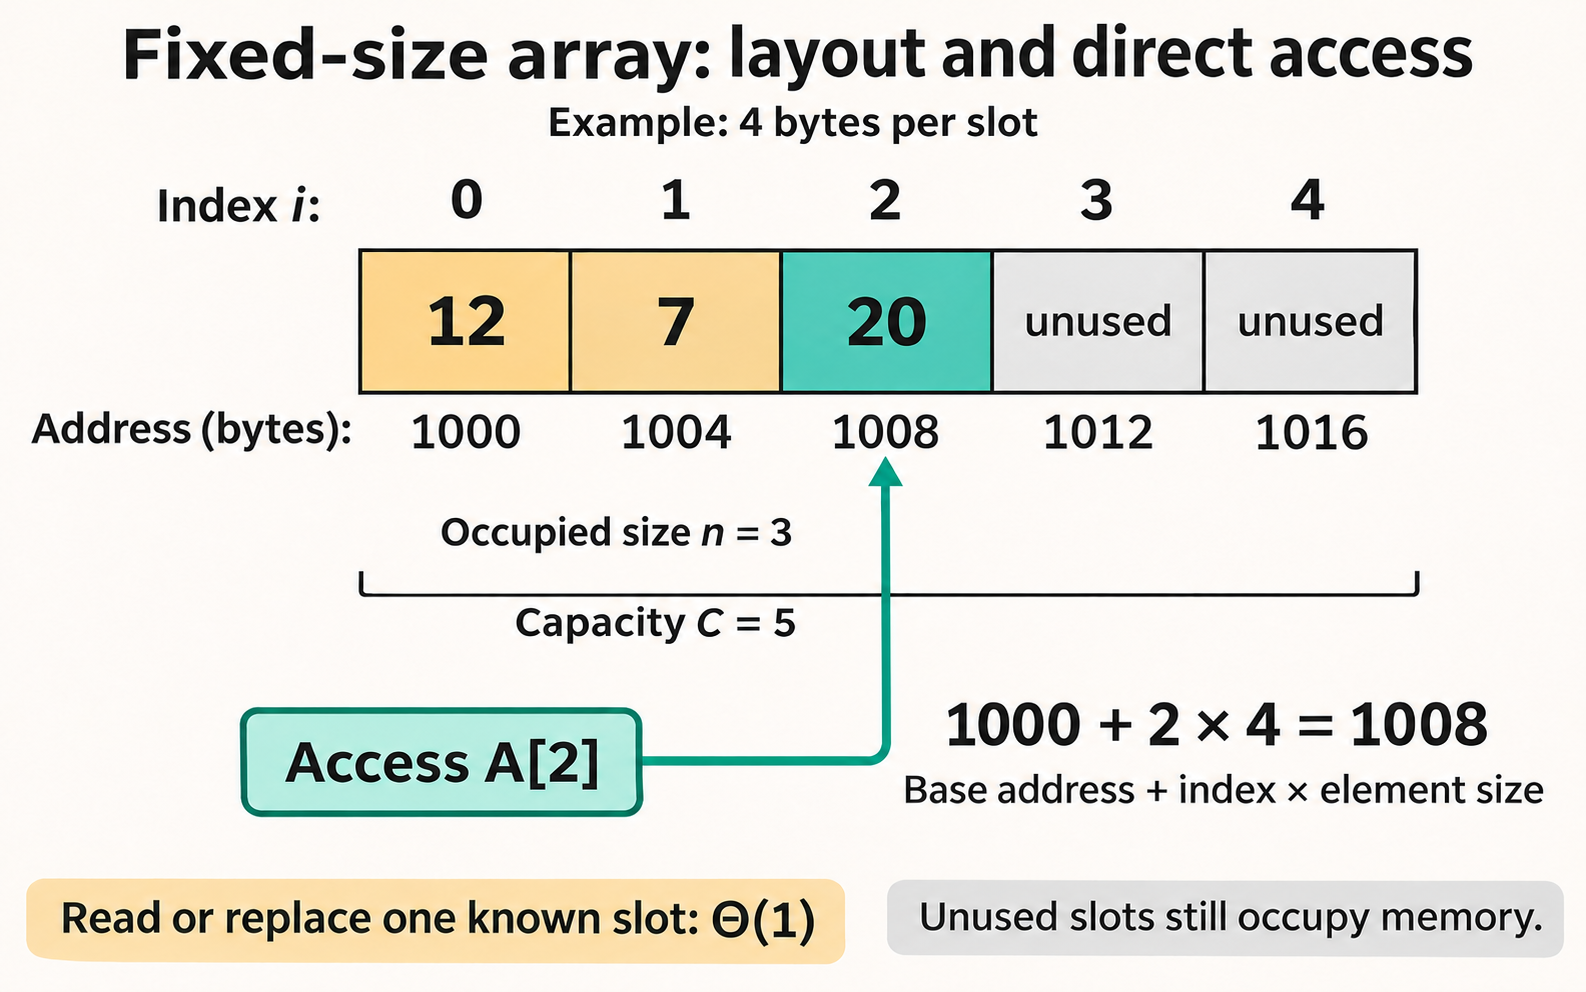 Fixed-size array: layout and direct access
Example: 4 bytes per slot
Index i: 0 1 2 3 4
12 7 20 unused unused
Address (bytes): 1000 1004 1008 1012 1016
Occupied size n = 3
Capacity C = 5
Access A[2]
1000 + 2 × 4 = 1008
Base address + index × element size
Read or replace one known slot: Θ(1)
Unused slots still occupy memory.